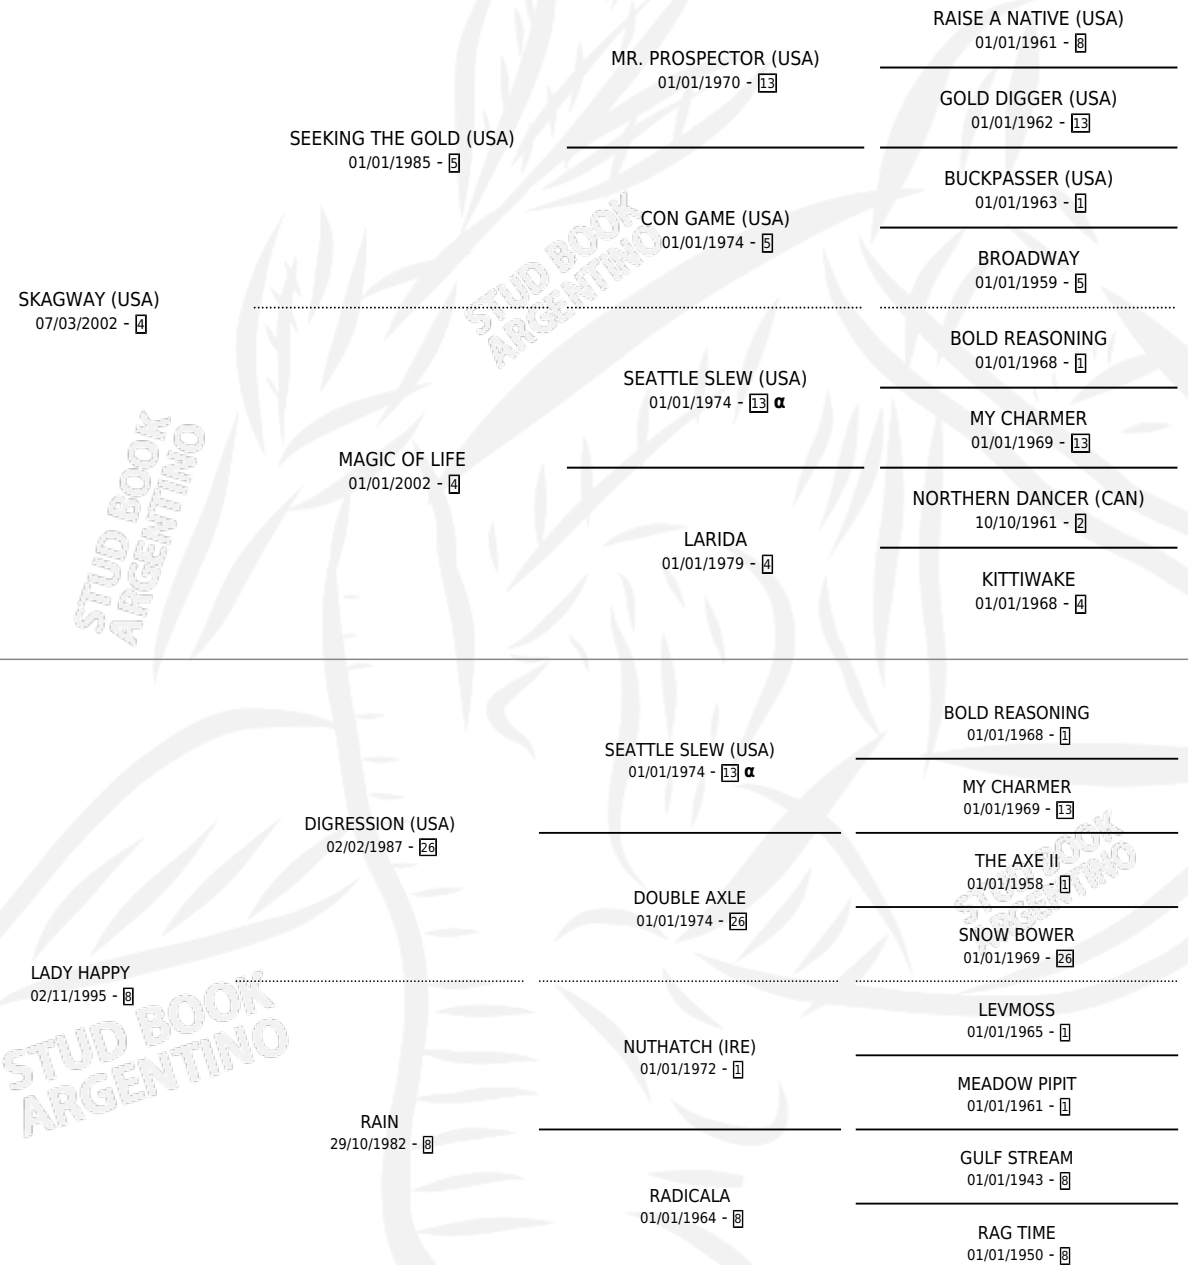 RAISE A NATIVE (USA)
01/01/1961 - 8
MR. PROSPECTOR (USA)
01/01/1970 - 13
GOLD DIGGER (USA)
01/01/1962 - 13
SEEKING THE GOLD (USA)
01/01/1985 - 5
BUCKPASSER (USA)
01/01/1963 - 1
CON GAME (USA)
01/01/1974 - 5
BROADWAY
01/01/1959 - 5
SKAGWAY (USA)
07/03/2002 - 4
BOLD REASONING
01/01/1968 - 1
SEATTLE SLEW (USA)
01/01/1974 - 13 α
MY CHARMER
01/01/1969 - 13
MAGIC OF LIFE
01/01/2002 - 4
NORTHERN DANCER (CAN)
10/10/1961 - 2
LARIDA
01/01/1979 - 4
KITTIWAKE
01/01/1968 - 4
BOLD REASONING
01/01/1968 - 1
SEATTLE SLEW (USA)
01/01/1974 - 13 α
MY CHARMER
01/01/1969 - 13
DIGRESSION (USA)
02/02/1987 - 26
THE AXE II
01/01/1958 - 1
DOUBLE AXLE
01/01/1974 - 26
SNOW BOWER
01/01/1969 - 26
LADY HAPPY
02/11/1995 - 8
LEVMOSS
01/01/1965 - 1
NUTHATCH (IRE)
01/01/1972 - 1
MEADOW PIPIT
01/01/1961 - 1
RAIN
29/10/1982 - 8
GULF STREAM
01/01/1943 - 8
RADICALA
01/01/1964 - 8
RAG TIME
01/01/1950 - 8
STUD BOOK
ARGENTINO
STUD BOOK
ARGENTINO
STUD BOOK
ARGENTINO
STUD BOOK
ARGENTINO